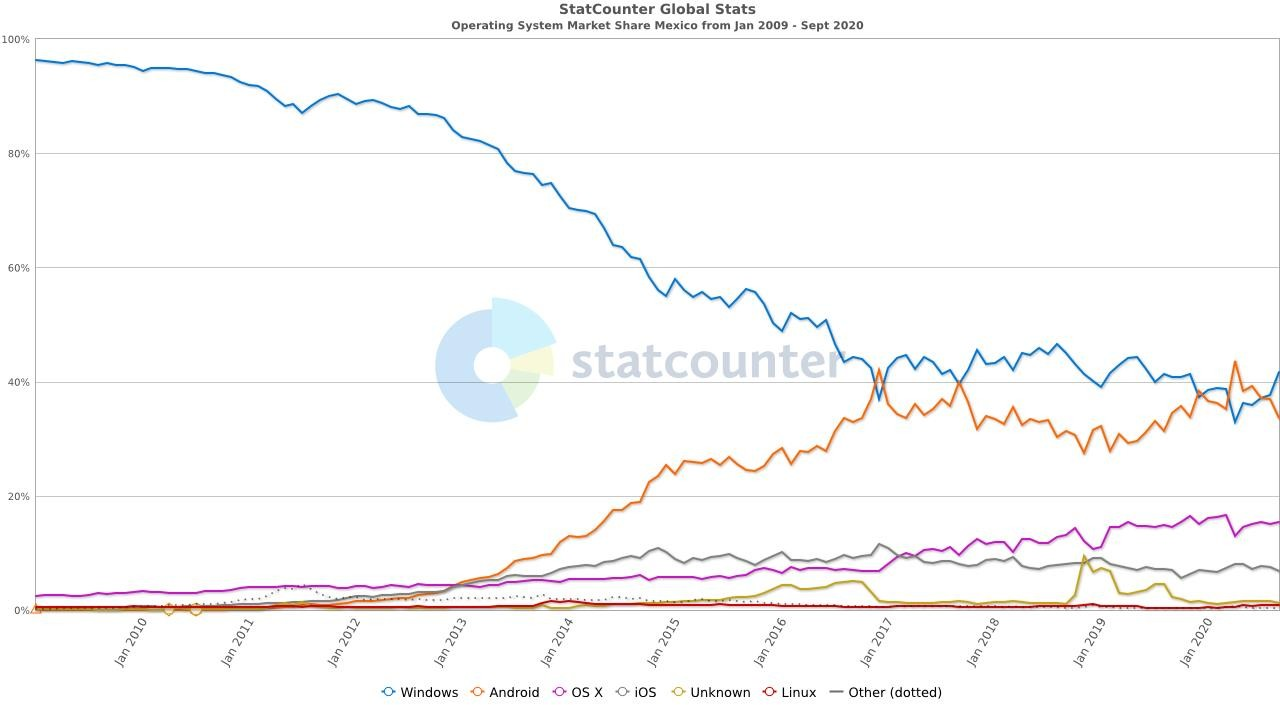 StatCounter Global Stats
Operating System Market Share Mexico from Jan 2009 - Sept 2020
100%
80%
60%
statcounter
40%
20%
0%
Jan 2010 Jan 2011 Jan 2012 Jan 2013 Jan 2014 Jan 2015 Jan 2016 Jan 2017 Jan 2018 Jan 2019 Jan 2020
Windows Android OS X iOS Unknown Linux Other (dotted)